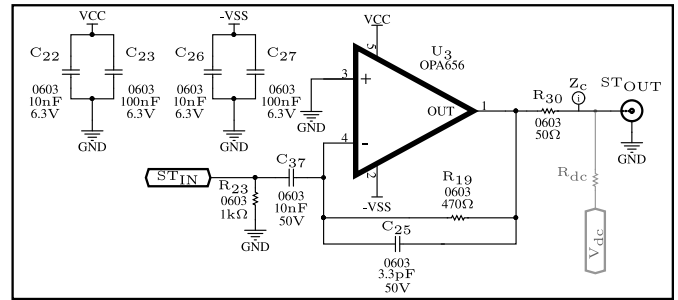 VCC
C22
C23
0603
10nF
6.3V
0603
100nF
6.3V
GND
-VSS
C26
C27
0603
10nF
6.3V
0603
100nF
6.3V
GND
VCC
5
U3
OPA656
3
+
GND
OUT
1
4
-
2
-VSS
R30
0603
50Ω
Zc
i
STOUT
GND
Rdc
Vdc
STIN
R23
0603
1kΩ
GND
C37
0603
10nF
50V
R19
0603
470Ω
C25
0603
3.3pF
50V